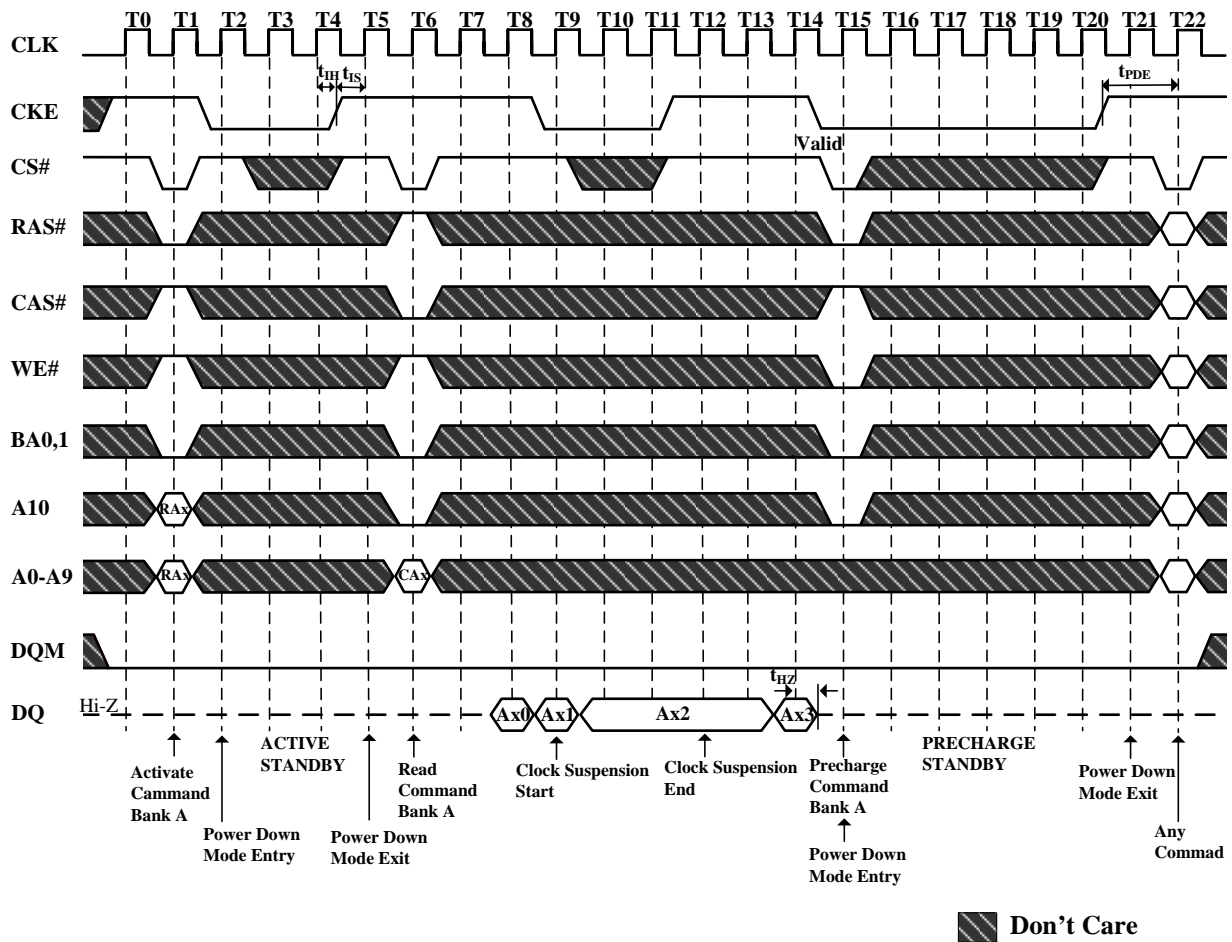 T0 T1 T2 T3 T4 T5 T6 T7 T8 T9 T10 T11 T12 T13 T14 T15 T16 T17 T18 T19 T20 T21 T22
CLK
tIH tIS
tPDE
CKE
Valid
CS#
RAS#
CAS#
WE#
BA0,1
A10
RAx
A0-A9
RAx
CAx
DQM
tHZ
DQ
Hi-Z
Ax0 Ax1 Ax2 Ax3
Activate
Cammand
Bank A
ACTIVE
STANDBY
Read
Command
Bank A
Clock Suspension
Start
Clock Suspension
End
Precharge
Command
Bank A
PRECHARGE
STANDBY
Power Down
Mode Exit
Power Down
Mode Entry
Power Down
Mode Exit
Power Down
Mode Entry
Any
Commad
Don't Care